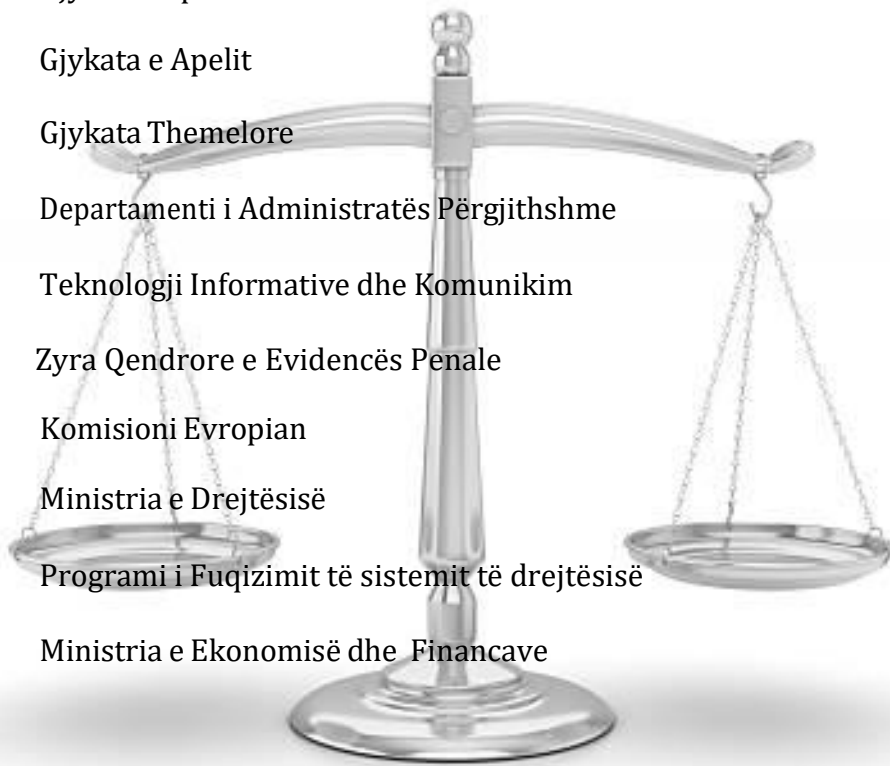 Gjykata e Apelit
Gjykata Themelore
Departamenti i Administratës Përgjithshme
Teknologji Informative dhe Komunikim
Zyra Qendrore e Evidencës Penale
Komisioni Evropian
Ministria e Drejtësisë
Programi i Fuqizimit të sistemit të drejtësisë
Ministria e Ekonomisë dhe Financave